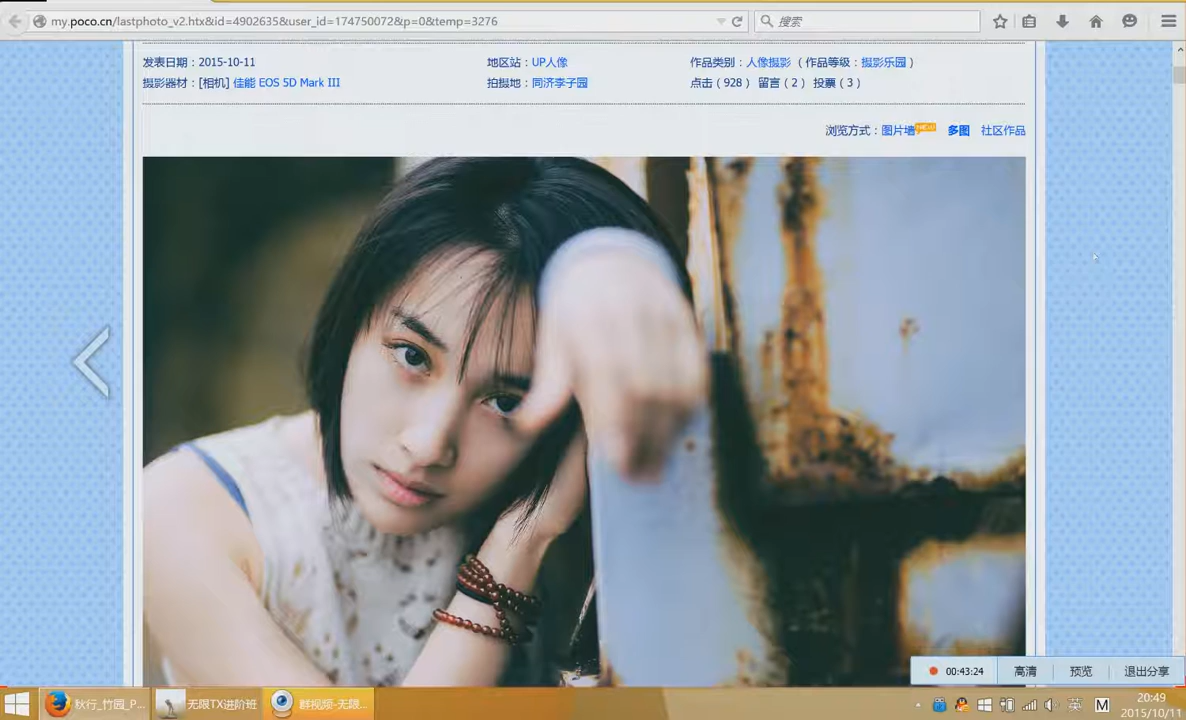 my.poco.cn/lastphoto_v2.htx&id=4902635&user_id=174750072&p=0&temp=3276
搜索
发表日期：2015-10-11 地区站：UP人像 作品类别：人像摄影（作品等级：摄影乐园）
摄影器材：[相机] 佳能 EOS 5D Mark III 拍摄地：同济李子园 点击（928）留言（2）投票（3）
浏览方式：图片墙 NEW 多图 社区作品
00:43:24 高清 预览 退出分享
秋行_竹园_P... 无限TX进阶班 群视频-无限... 英 M 20:49
2015/10/11